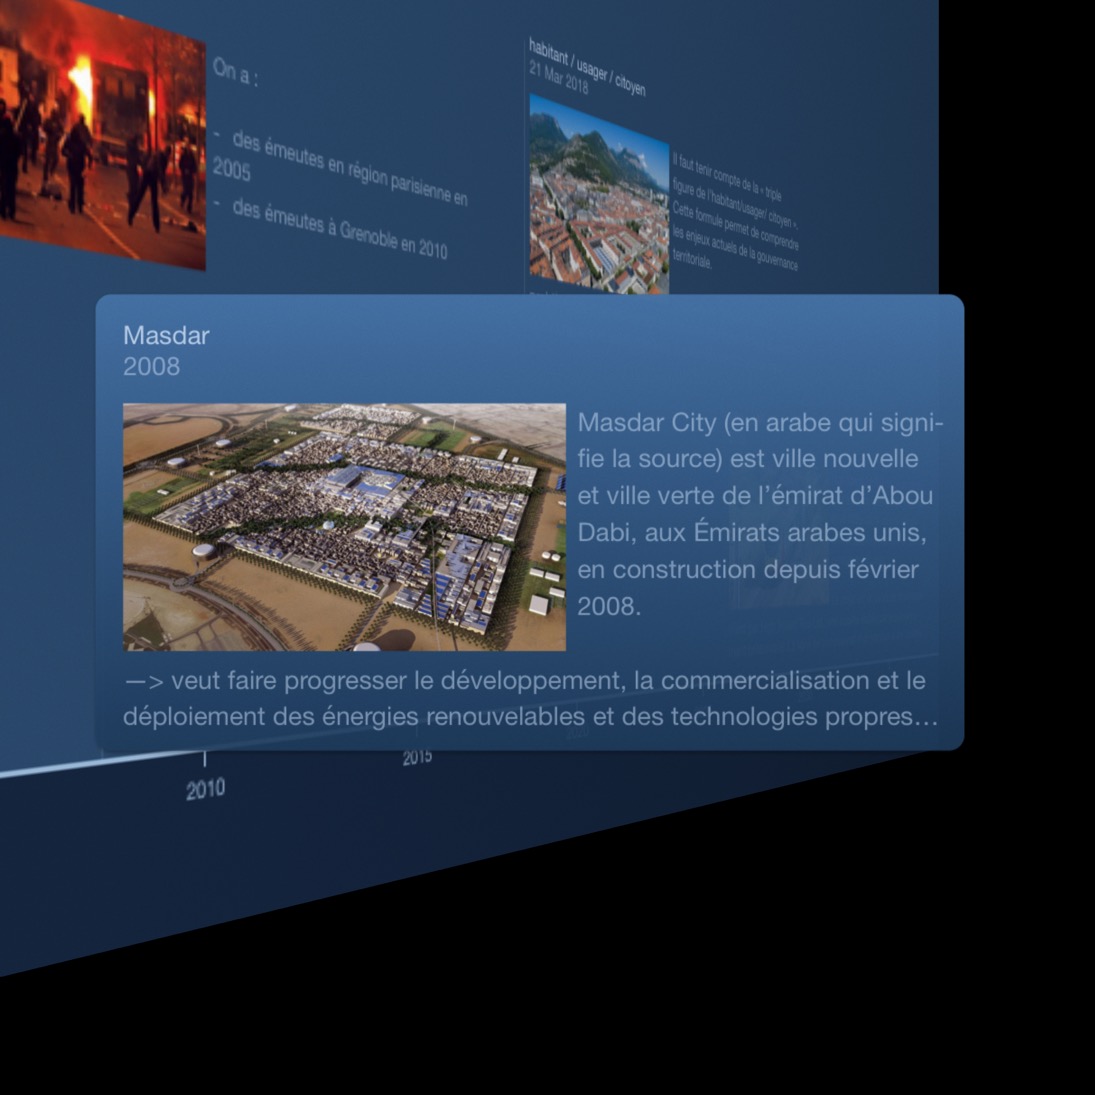 On a :
- des émeutes en région parisienne en
2005
- des émeutes à Grenoble en 2010
habitant / usager / citoyen
21 Mar 2018
Il faut tenir compte de la « triple
figure de l'habitant/usager/ citoyen ».
Cette formule permet de comprendre
les enjeux actuels de la gouvernance
territoriale.
Masdar
2008
Masdar City (en arabe qui signi-
fie la source) est ville nouvelle
et ville verte de l’émirat d’Abou
Dabi, aux Émirats arabes unis,
en construction depuis février
2008.
—> veut faire progresser le développement, la commercialisation et le
déploiement des énergies renouvelables et des technologies propres…
2010
2015